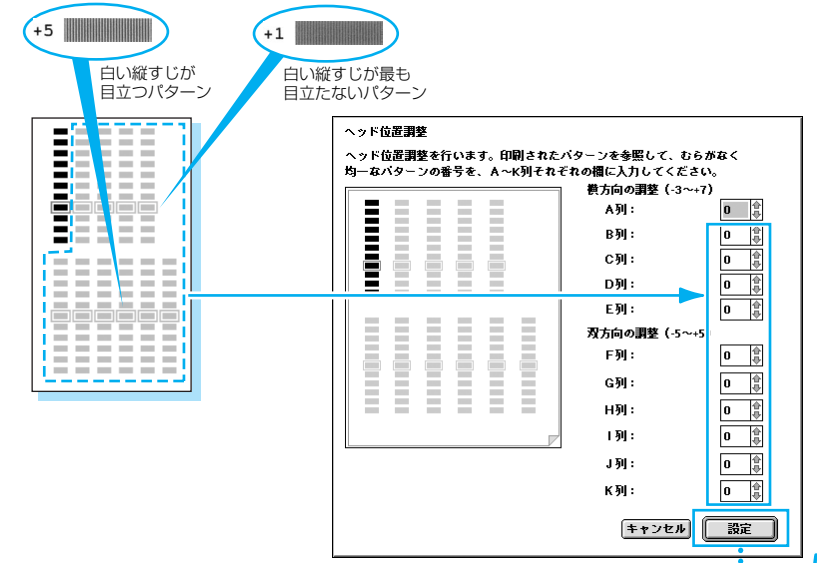 +5
白い縦すじが
目立つパターン
+1
白い縦すじが最も
目立たないパターン
ヘッド位置調整
ヘッド位置調整を行います。印刷されたパターンを参照して、むらがなく
均一なパターンの番号を、A～K列それぞれの欄に入力してください。
横方向の調整（-3～+7）
A列： 0
B列： 0
C列： 0
D列： 0
E列： 0
双方向の調整（-5～+5）
F列： 0
G列： 0
H列： 0
I列： 0
J列： 0
K列： 0
キャンセル
設定